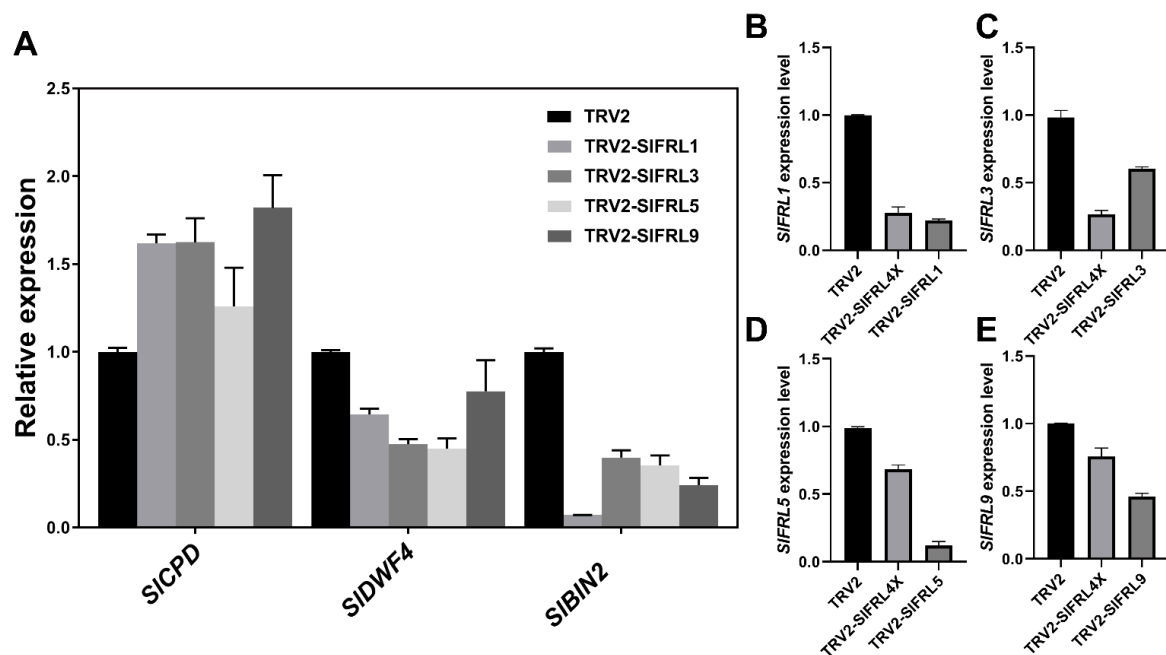 A
Relative expression
2.5
2.0
1.5
1.0
0.5
0.0
TRV2
TRV2-SlFRL1
TRV2-SlFRL3
TRV2-SlFRL5
TRV2-SlFRL9
SlCPD
SlDWF4
SlBIN2
B
SlFRL1 expression level
1.5
1.0
0.5
0.0
TRV2
TRV2-SlFRL4X
TRV2-SlFRL1
C
SlFRL3 expression level
1.5
1.0
0.5
0.0
TRV2
TRV2-SlFRL4X
TRV2-SlFRL3
D
SlFRL5 expression level
1.5
1.0
0.5
0.0
TRV2
TRV2-SlFRL4X
TRV2-SlFRL5
E
SlFRL9 expression level
1.5
1.0
0.5
0.0
TRV2
TRV2-SlFRL4X
TRV2-SlFRL9